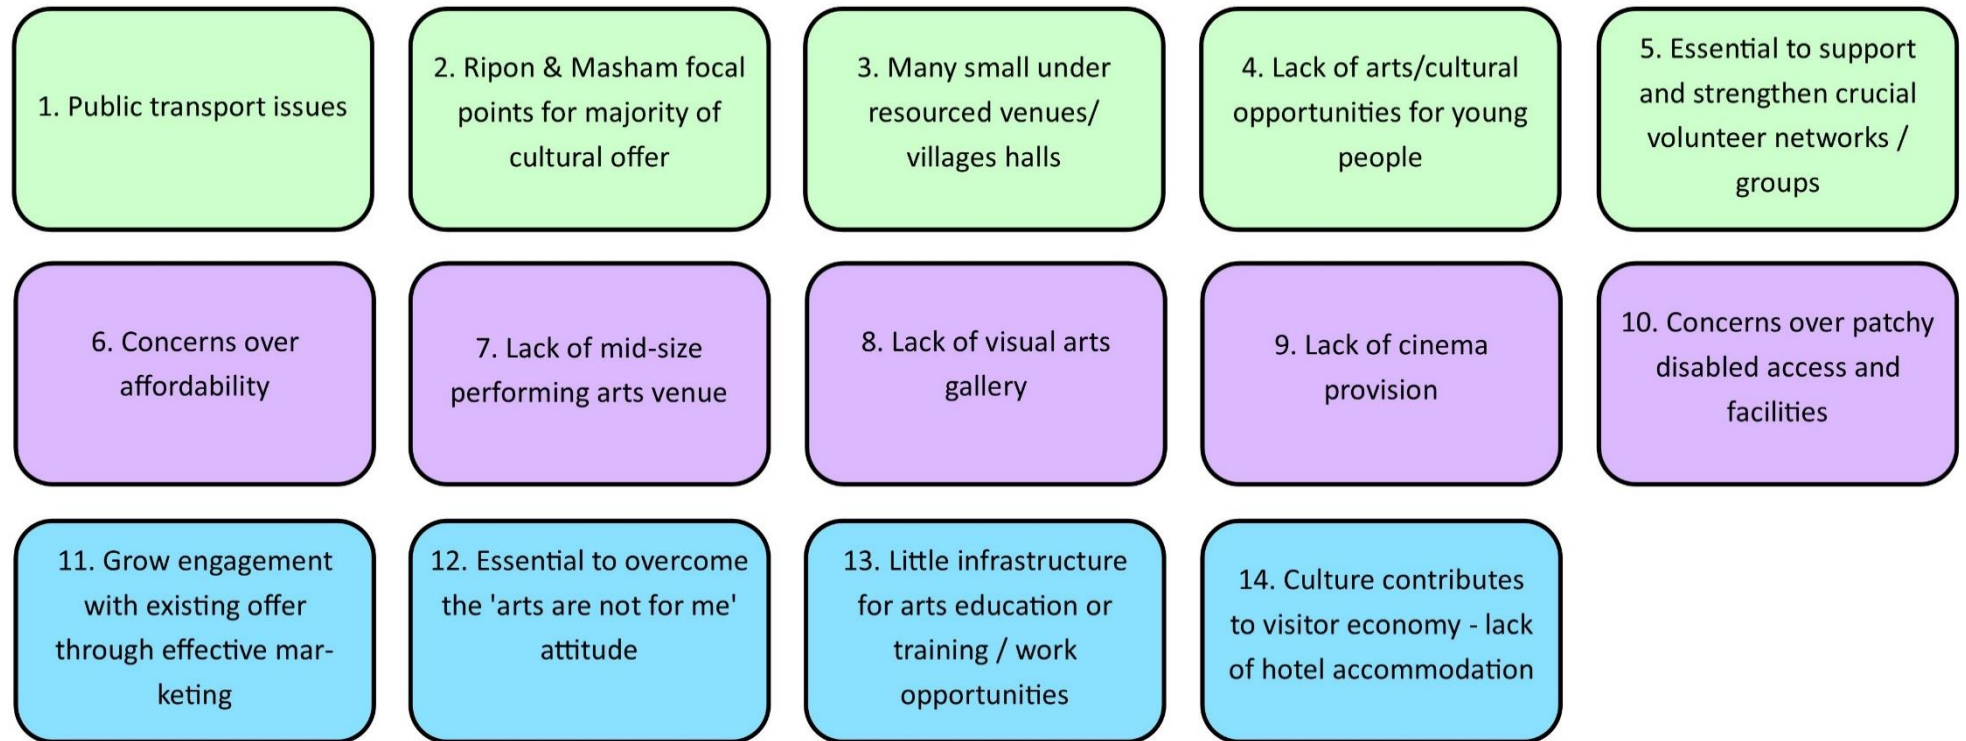 1. Public transport issues
2. Ripon & Masham focal
points for majority of
cultural offer
3. Many small under
resourced venues/
villages halls
4. Lack of arts/cultural
opportunities for young
people
5. Essential to support
and strengthen crucial
volunteer networks /
groups
6. Concerns over
affordability
7. Lack of mid-size
performing arts venue
8. Lack of visual arts
gallery
9. Lack of cinema
provision
10. Concerns over patchy
disabled access and
facilities
11. Grow engagement
with existing offer
through effective mar-
keting
12. Essential to overcome
the 'arts are not for me'
attitude
13. Little infrastructure
for arts education or
training / work
opportunities
14. Culture contributes
to visitor economy - lack
of hotel accommodation